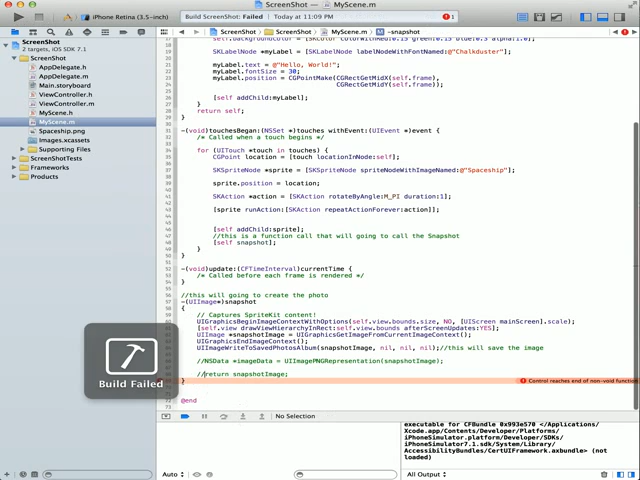 iPhone Retina (3.5-inch)
Build ScreenShot: Failed
Today at 11:09 PM
1
ScreenShot
ScreenShot
MyScene.m
-snapshot
ScreenShot
2 targets, iOS SDK 7.1
ScreenShot
AppDelegate.h
AppDelegate.m
Main.storyboard
ViewController.h
ViewController.m
MyScene.h
MyScene.m
Spaceship.png
Images.xcassets
Supporting Files
ScreenShotTests
Frameworks
Products
SKLabelNode *myLabel = [SKLabelNode labelNodeWithFontNamed:@"Chalkduster"];
myLabel.text = @"Hello, World!";
myLabel.fontSize = 30;
myLabel.position = CGPointMake(CGRectGetMidX(self.frame),
CGRectGetMidY(self.frame));
[self addChild:myLabel];
}
return self;
}
-(void)touchesBegan:(NSSet *)touches withEvent:(UIEvent *)event {
/* Called when a touch begins */
for (UITouch *touch in touches) {
CGPoint location = [touch locationInNode:self];
SKSpriteNode *sprite = [SKSpriteNode spriteNodeWithImageNamed:@"Spaceship"];
sprite.position = location;
SKAction *action = [SKAction rotateByAngle:M_PI duration:1];
[sprite runAction:[SKAction repeatActionForever:action]];
[self addChild:sprite];
//this is a function call that will going to call the Snapshot
[self snapshot];
}
}
-(void)update:(CFTimeInterval)currentTime {
/* Called before each frame is rendered */
}
//this will going to create the photo
-(UIImage*)snapshot
{
// Captures SpriteKit content!
UIGraphicsBeginImageContextWithOptions(self.view.bounds.size, NO, [UIScreen mainScreen].scale);
[self.view drawViewHierarchyInRect:self.view.bounds afterScreenUpdates:YES];
UIImage *snapshotImage = UIGraphicsGetImageFromCurrentImageContext();
UIGraphicsEndImageContext();
UIImageWriteToSavedPhotosAlbum(snapshotImage, nil, nil, nil);//this will save the image
//NSData *imageData = UIImagePNGRepresentation(snapshotImage);
//return snapshotImage;
}
Control reaches end of non-void function
@end
Build Failed
No Selection
executable for CFBundle 0x993e570 </Applications/
Xcode.app/Contents/Developer/Platforms/
iPhoneSimulator.platform/Developer/SDKs/
iPhoneSimulator7.1.sdk/System/Library/
AccessibilityBundles/CertUIFramework.axbundle> (not
loaded)
Auto
All Output